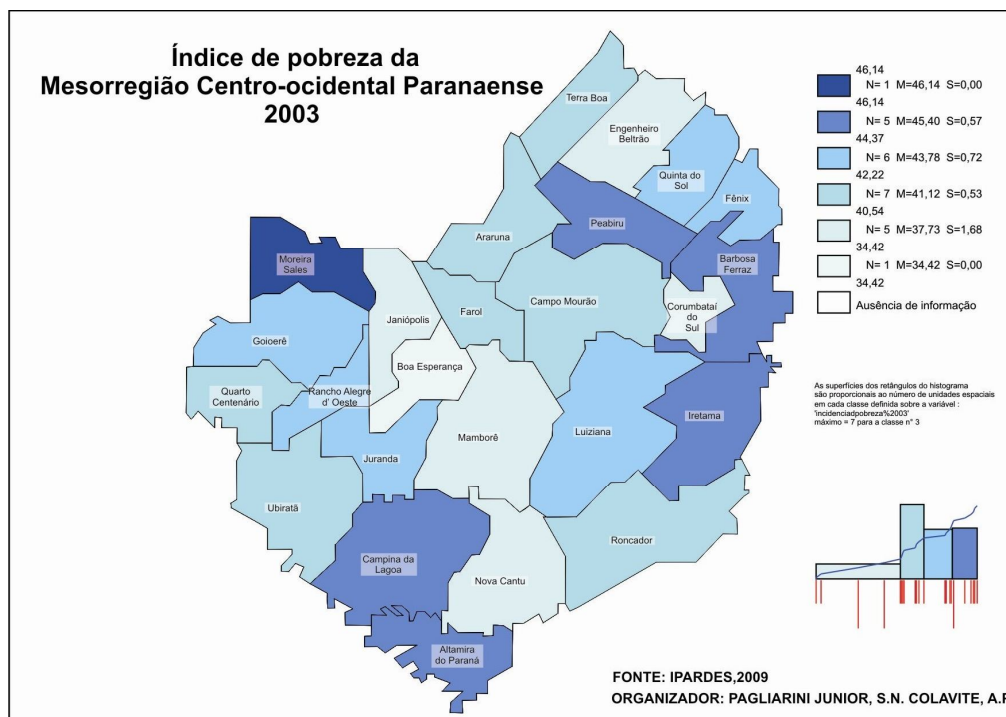 Índice de pobreza da
Mesorregião Centro-ocidental Paranaense
2003
46,14
N= 1 M=46,14 S=0,00
46,14
N= 5 M=45,40 S=0,57
44,37
N= 6 M=43,78 S=0,72
42,22
N= 7 M=41,12 S=0,53
40,54
N= 5 M=37,73 S=1,68
34,42
N= 1 M=34,42 S=0,00
34,42
Ausência de informação
Terra Boa
Engenheiro
Beltrão
Quinta do
Sol
Fênix
Peabiru
Araruna
Barbosa
Ferraz
Moreira
Sales
Campo Mourão
Corumbataí
do
Sul
Farol
Janiópolis
Goioerê
Boa Esperança
Quarto
Centenário
Rancho Alegre
d' Oeste
Iretama
Luiziana
Mamborê
Juranda
Ubiratã
Roncador
Campina da
Lagoa
Nova Cantu
Altamira
do Paraná
As superfícies dos retângulos do histograma
são proporcionais ao número de unidades espaciais
em cada classe definida sobre a variável :
'incidenciadpobreza%2003'
máximo = 7 para a classe n° 3
FONTE: IPARDES,2009
ORGANIZADOR: PAGLIARINI JUNIOR, S.N. COLAVITE, A.P